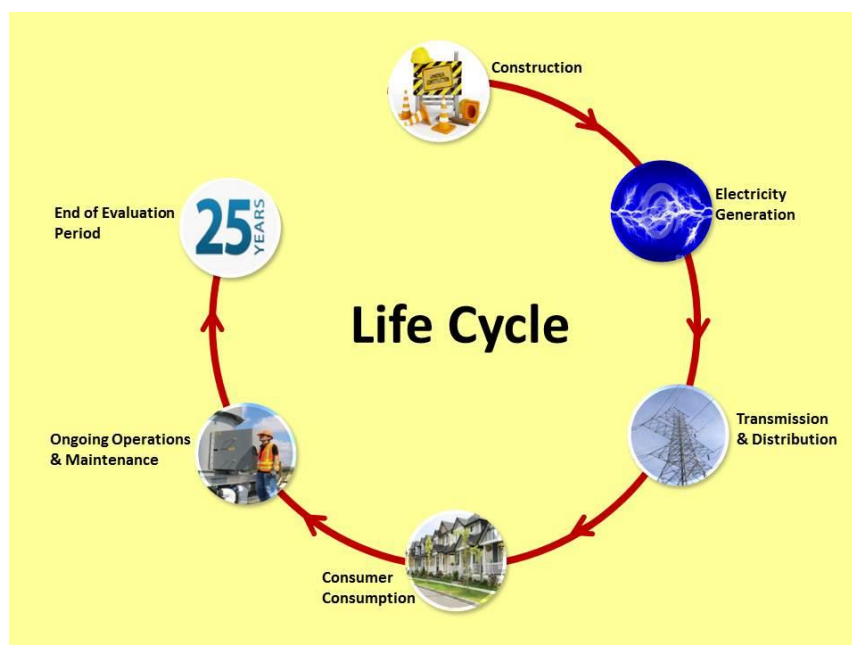 Construction
Electricity
Generation
Transmission
& Distribution
Consumer
Consumption
Ongoing Operations
& Maintenance
End of Evaluation
Period
25
YEARS
Life Cycle